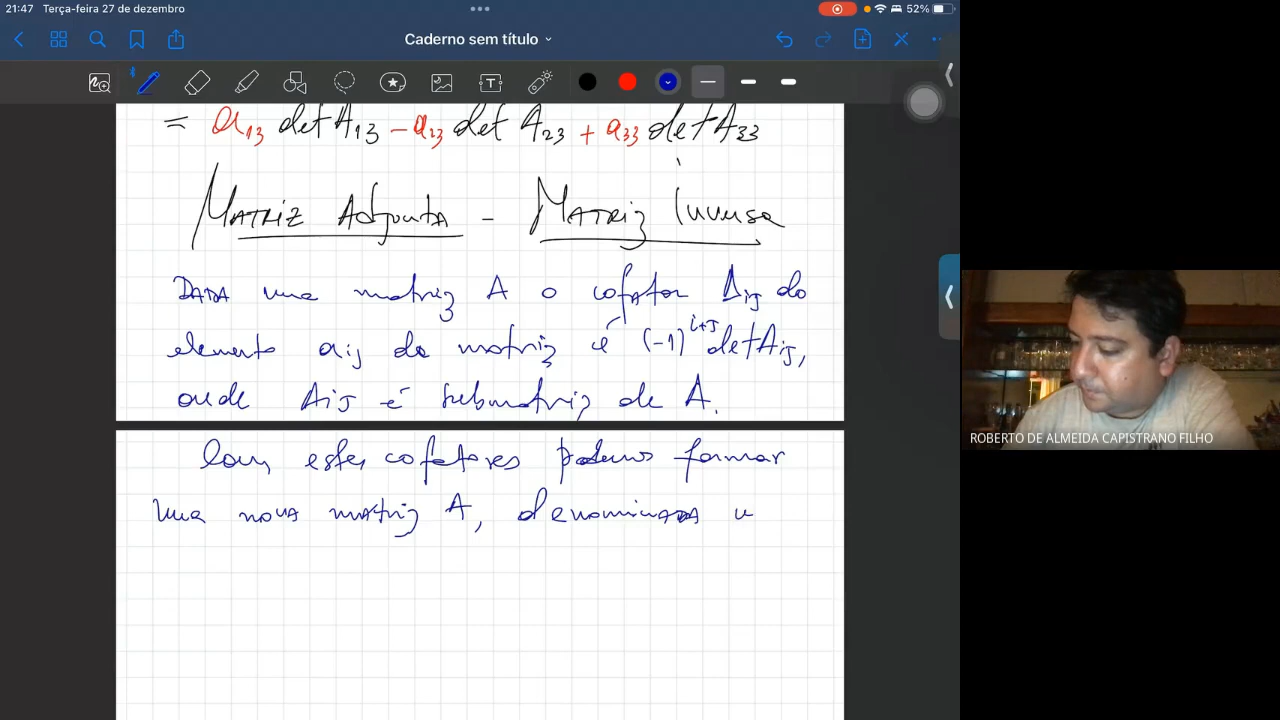 21:47 Terça-feira 27 de dezembro
52%
Caderno sem título
= a13 det A13 - a23 det A23 + a33 det A33
MATRIZ Adjunta - MATRIZ Inversa
DADA uma matriz A o cofator Δij do
elemento aij da matriz é (-1)^i+j det Aij,
onde Aij é submatriz de A.
Com estes cofatores podemos formar
uma nova matriz A, denominada
ROBERTO DE ALMEIDA CAPISTRANO FILHO